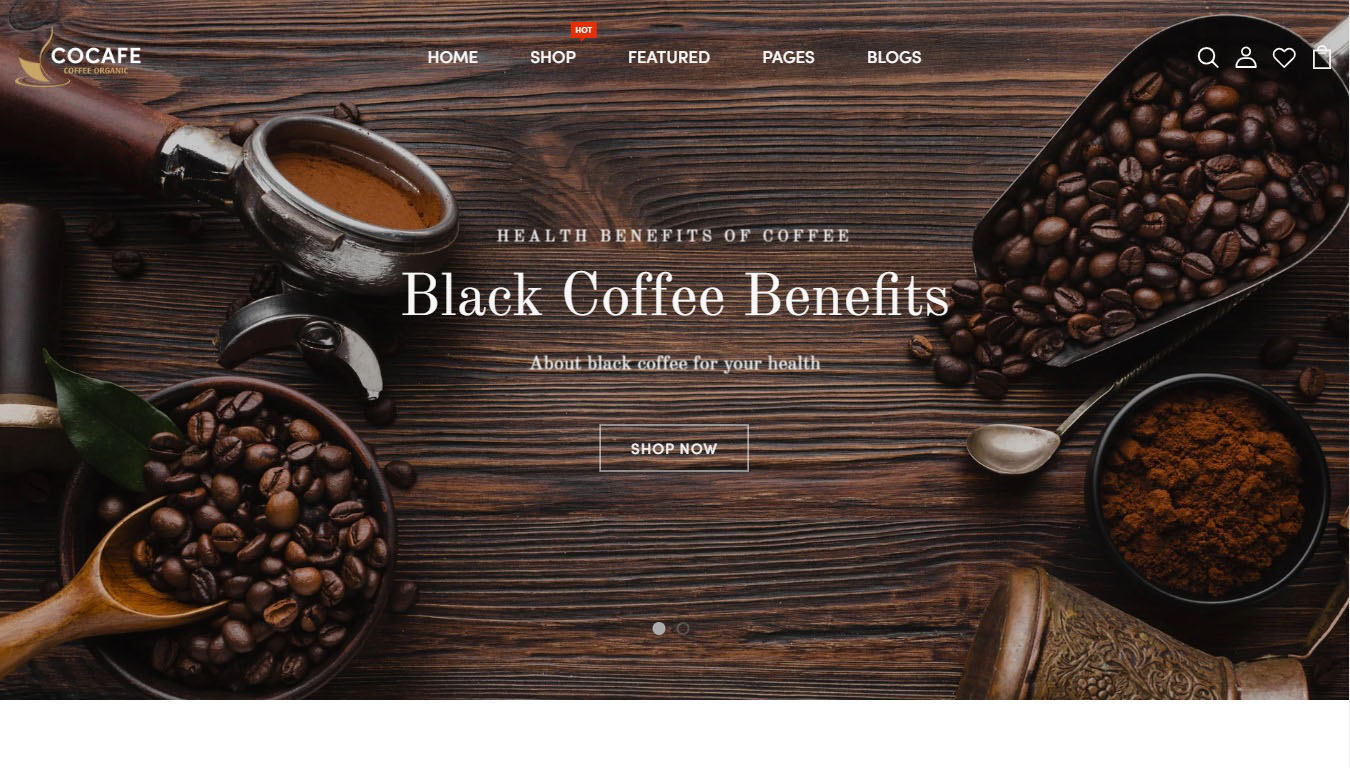 COCAFE
COFFEE ORGANIC
HOME
SHOP
HOT
FEATURED
PAGES
BLOGS
HEALTH BENEFITS OF COFFEE
Black Coffee Benefits
About black coffee for your health
SHOP NOW